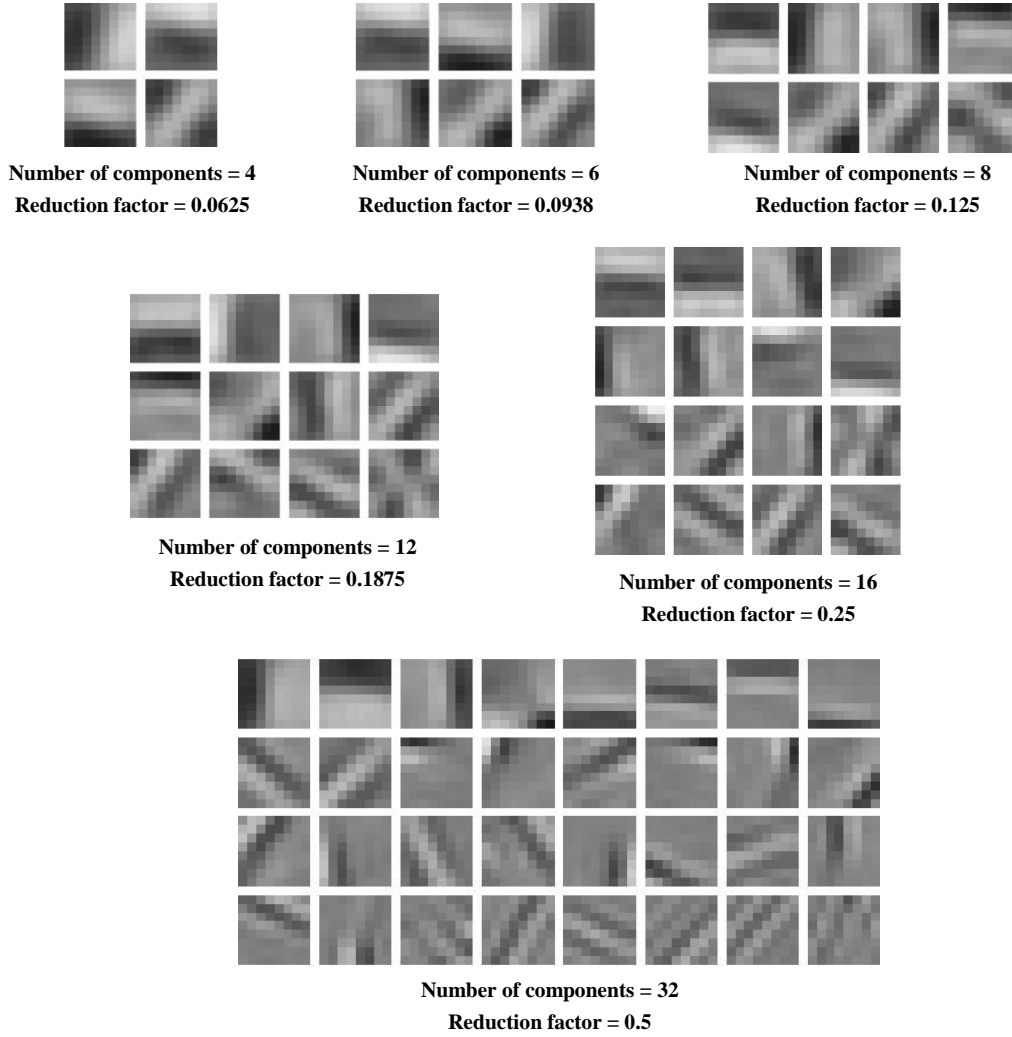 Number of components = 4
Reduction factor = 0.0625
Number of components = 6
Reduction factor = 0.0938
Number of components = 8
Reduction factor = 0.125
Number of components = 12
Reduction factor = 0.1875
Number of components = 16
Reduction factor = 0.25
Number of components = 32
Reduction factor = 0.5